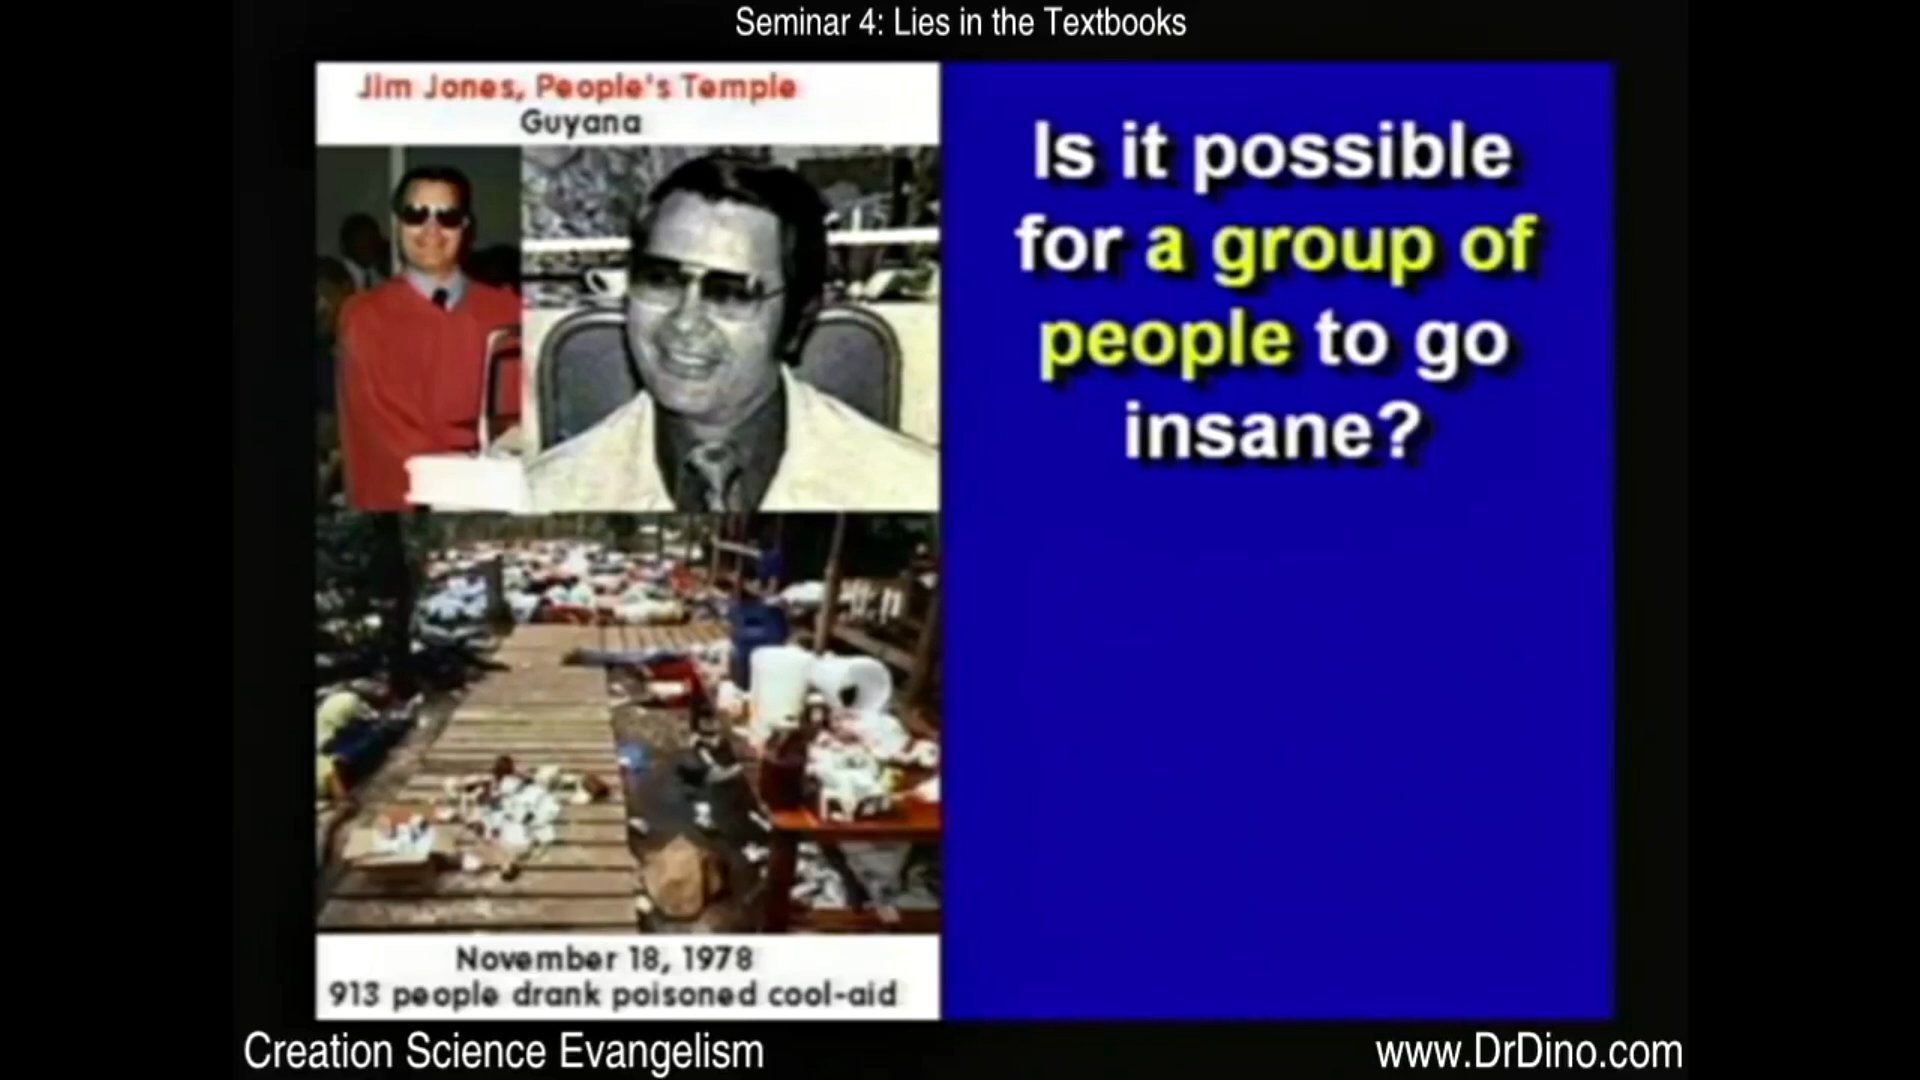 Seminar 4: Lies in the Textbooks
Jim Jones, People's Temple
Guyana
November 18, 1978
913 people drank poisoned cool-aid
Is it possible
for a group of
people to go
insane?
Creation Science Evangelism
www.DrDino.com